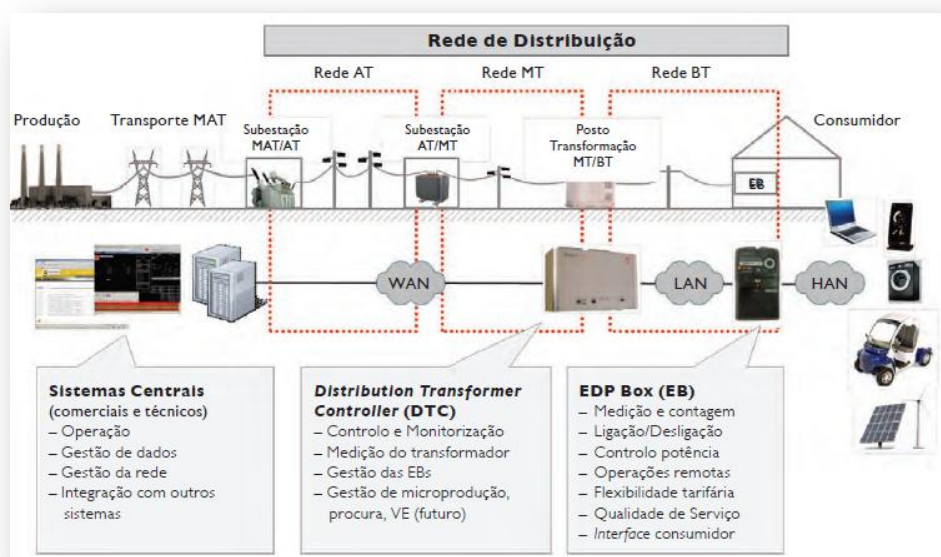 Rede de Distribuição
Rede AT
Rede MT
Rede BT
Produção
Transporte MAT
Subestação
MAT/AT
Subestação
AT/MT
Posto
Transformação
MT/BT
Consumidor
EB
WAN
LAN
HAN
Sistemas Centrais
(comerciais e técnicos)
– Operação
– Gestão de dados
– Gestão da rede
– Integração com outros
sistemas
Distribution Transformer
Controller (DTC)
– Controlo e Monitorização
– Medição do transformador
– Gestão das EBs
– Gestão de microprodução,
procura, VE (futuro)
EDP Box (EB)
– Medição e contagem
– Ligação/Desligação
– Controlo potência
– Operações remotas
– Flexibilidade tarifária
– Qualidade de Serviço
– Interface consumidor